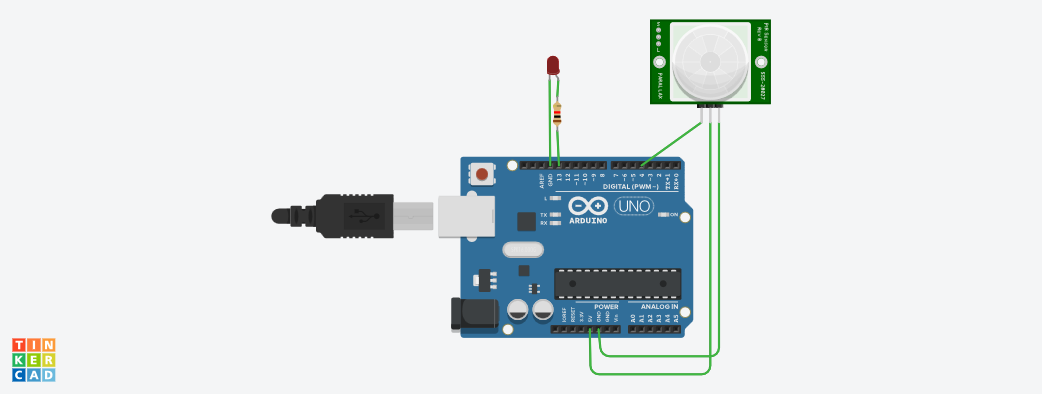 PIR Sensor
Rev B
PARALLAX
555-28027
AREF
GND
13
12
~11
~10
~9
8
7
~6
~5
4
~3
2
TX→1
RX←0
DIGITAL (PWM~)
L
TX
RX
ARDUINO
UNO
ON
POWER
ANALOG IN
IOREF
RESET
3.3V
5V
GND
GND
Vin
A0
A1
A2
A3
A4
A5
TIN
KER
CAD